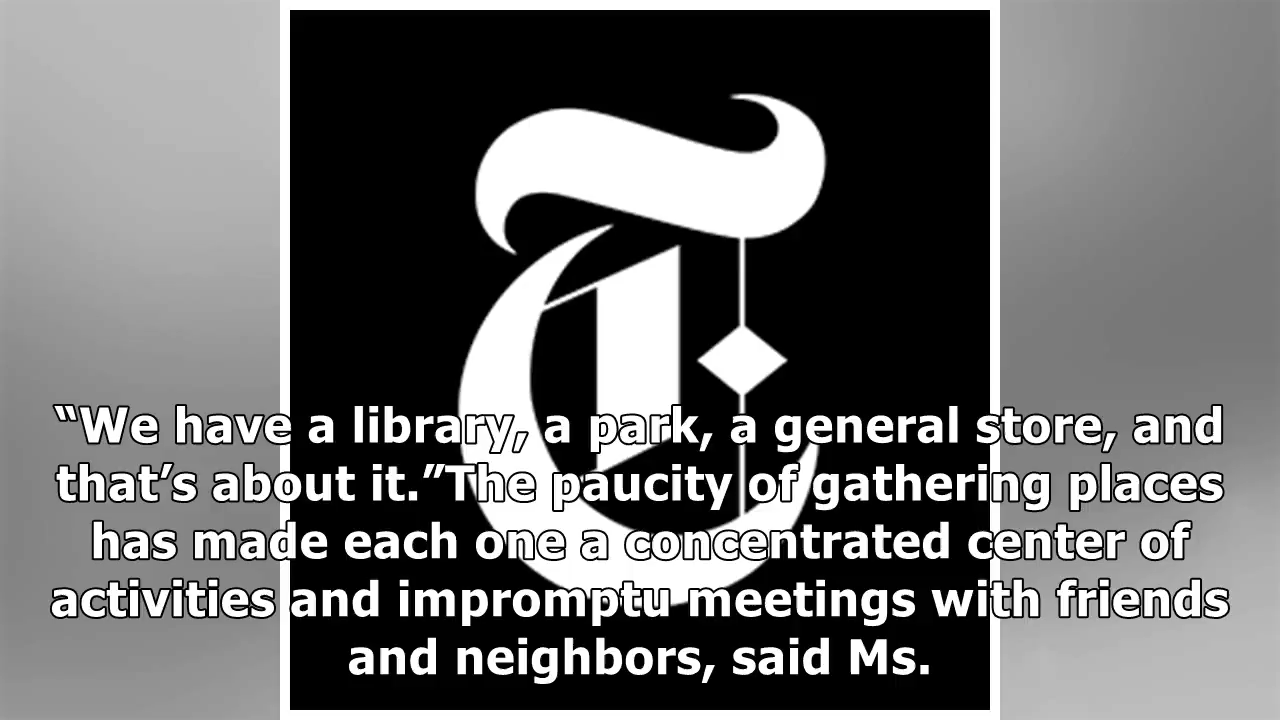 “We have a library, a park, a general store, and
that’s about it.”The paucity of gathering places
has made each one a concentrated center of
activities and impromptu meetings with friends
and neighbors, said Ms.